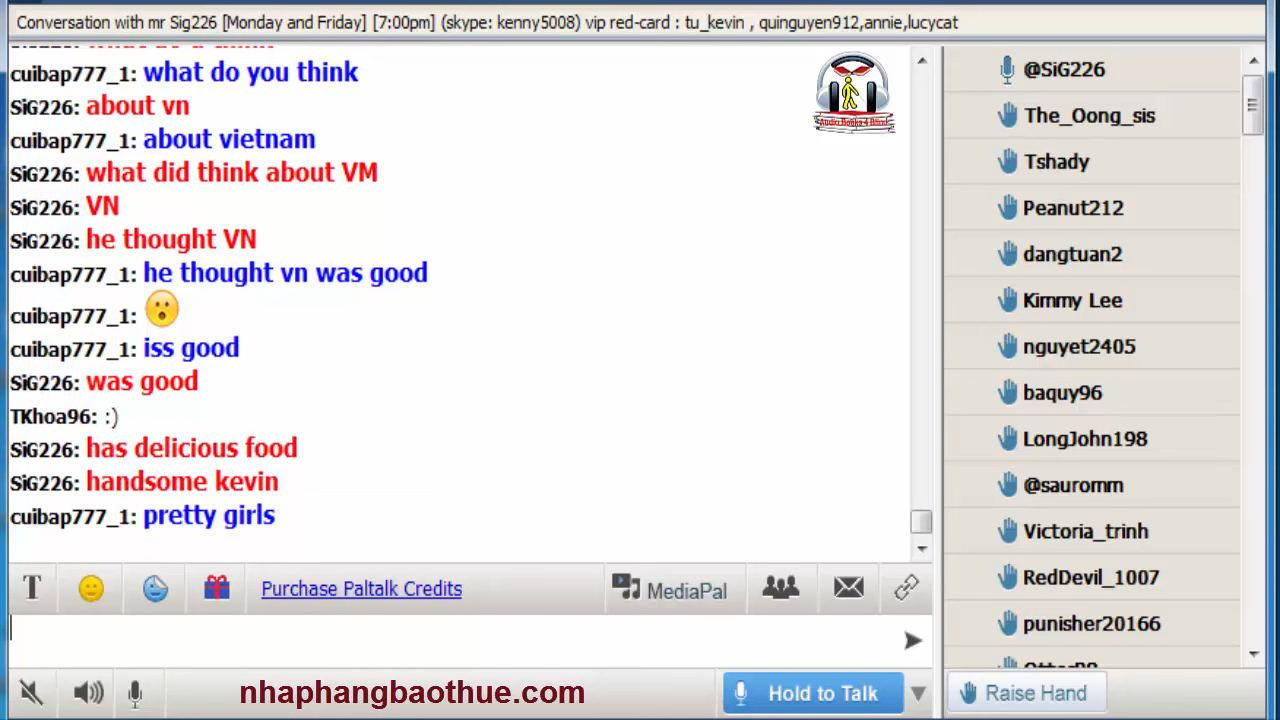 Conversation with mr Sig226 [Monday and Friday] [7:00pm] (skype: kenny5008) vip red-card : tu_kevin , quinguyen912,annie,lucycat
cuibap777_1: what do you think
SiG226: about vn
cuibap777_1: about vietnam
SiG226: what did think about VM
SiG226: VN
SiG226: he thought VN
cuibap777_1: he thought vn was good
cuibap777_1:
cuibap777_1: iss good
SiG226: was good
TKhoa96: :)
SiG226: has delicious food
SiG226: handsome kevin
cuibap777_1: pretty girls
Audio Books 4 Blind
@SiG226
The_Oong_sis
Tshady
Peanut212
dangtuan2
Kimmy Lee
nguyet2405
baquy96
LongJohn198
@sauromm
Victoria_trinh
RedDevil_1007
punisher20166
T
Purchase Paltalk Credits
MediaPal
nhaphangbaothue.com
Hold to Talk
Raise Hand